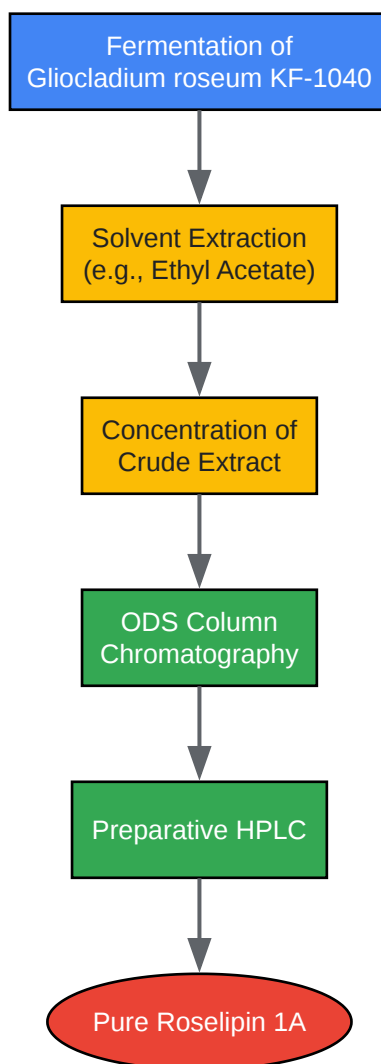 Fermentation of
Gliocladium roseum KF-1040
Solvent Extraction
(e.g., Ethyl Acetate)
Concentration of
Crude Extract
ODS Column
Chromatography
Preparative HPLC
Pure Roselipin 1A